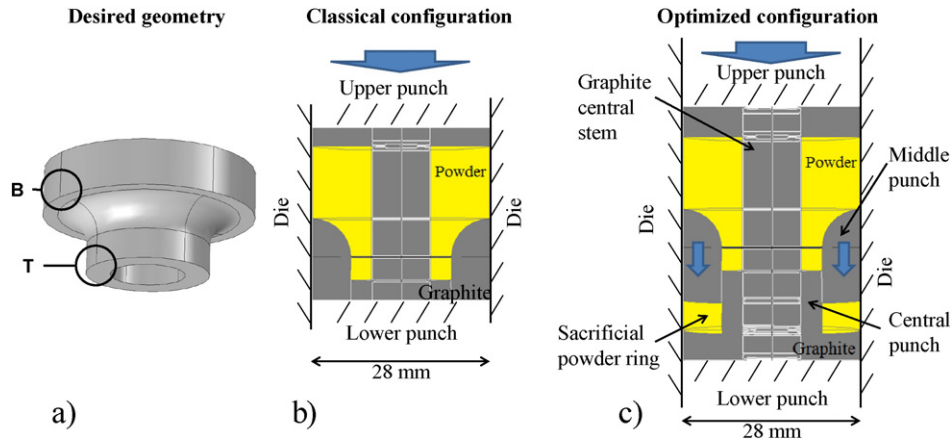 Desired geometry
B
T
a)
Classical configuration
Upper punch
Powder
Die
Die
Graphite
Lower punch
28 mm
b)
Optimized configuration
Upper punch
Graphite
central
stem
Powder
Middle
punch
Die
Die
Sacrificial
powder ring
Central
punch
Graphite
Lower punch
28 mm
c)